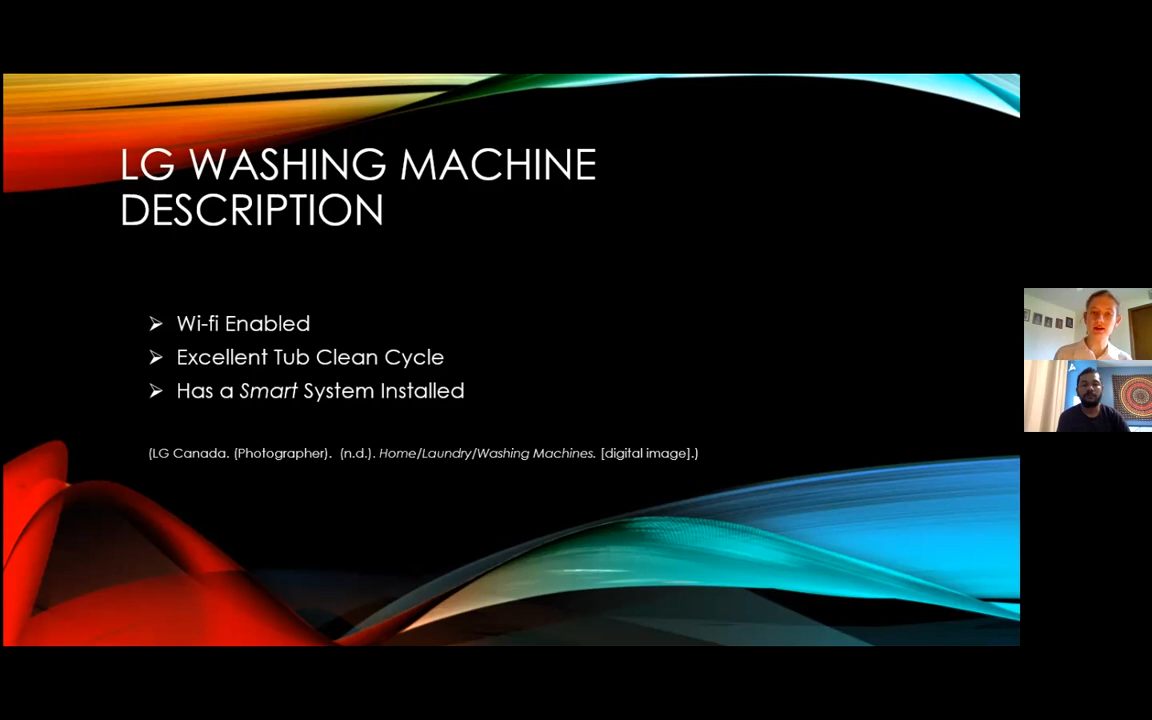 LG WASHING MACHINE
DESCRIPTION
➢ Wi-fi Enabled
➢ Excellent Tub Clean Cycle
➢ Has a Smart System Installed
(LG Canada. (Photographer). (n.d.). Home/Laundry/Washing Machines. [digital image].)